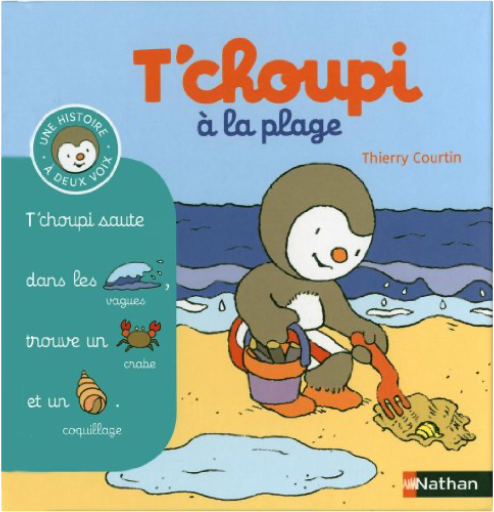 T'choupi
à la plage
Thierry Courtin
UNE HISTOIRE
À DEUX VOIX
T'choupi saute
dans les ,
vagues
trouve un
crabe
et un .
coquillage
Nathan